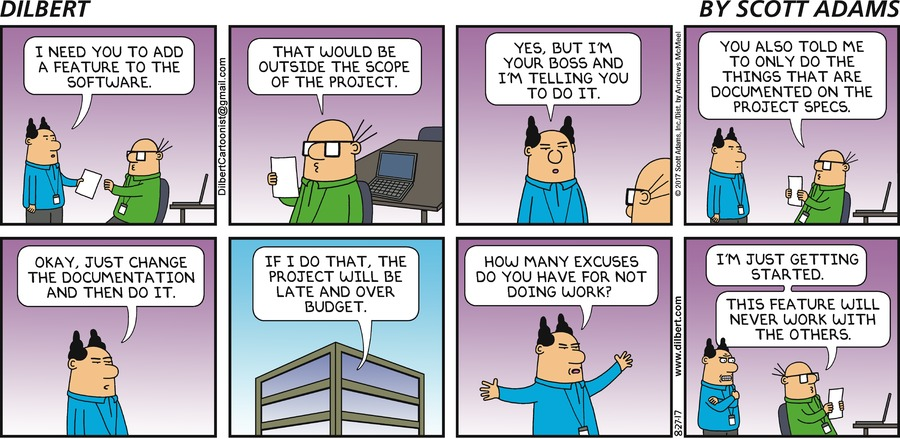 DILBERT
BY SCOTT ADAMS
I NEED YOU TO ADD
A FEATURE TO THE
SOFTWARE.
DilbertCartoonist@gmail.com
THAT WOULD BE
OUTSIDE THE SCOPE
OF THE PROJECT.
YES, BUT I'M
YOUR BOSS AND
I'M TELLING YOU
TO DO IT.
© 2017 Scott Adams, Inc./Dist. by Andrews McMeel
YOU ALSO TOLD ME
TO ONLY DO THE
THINGS THAT ARE
DOCUMENTED ON THE
PROJECT SPECS.
OKAY, JUST CHANGE
THE DOCUMENTATION
AND THEN DO IT.
IF I DO THAT, THE
PROJECT WILL BE
LATE AND OVER
BUDGET.
HOW MANY EXCUSES
DO YOU HAVE FOR NOT
DOING WORK?
8-27-17
www.dilbert.com
I'M JUST GETTING
STARTED.
THIS FEATURE WILL
NEVER WORK WITH
THE OTHERS.